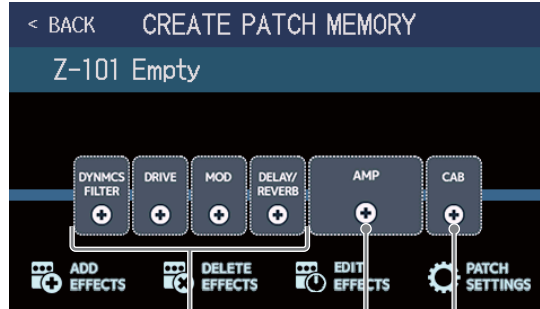 < BACK CREATE PATCH MEMORY
Z-101 Empty
DYNMCS FILTER
DRIVE
MOD
DELAY/ REVERB
AMP
CAB
ADD EFFECTS
DELETE EFFECTS
EDIT EFFECTS
PATCH SETTINGS